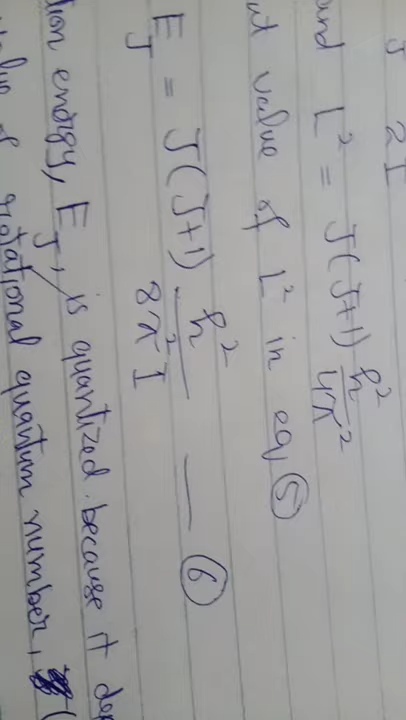 J 2I
and L² = J(J+1) h²/4π²
value of L² in eq ⑤
E_J = J(J+1) h²/8π²I — ⑥
energy, E_J, is quantized because it
rotational quantum number,